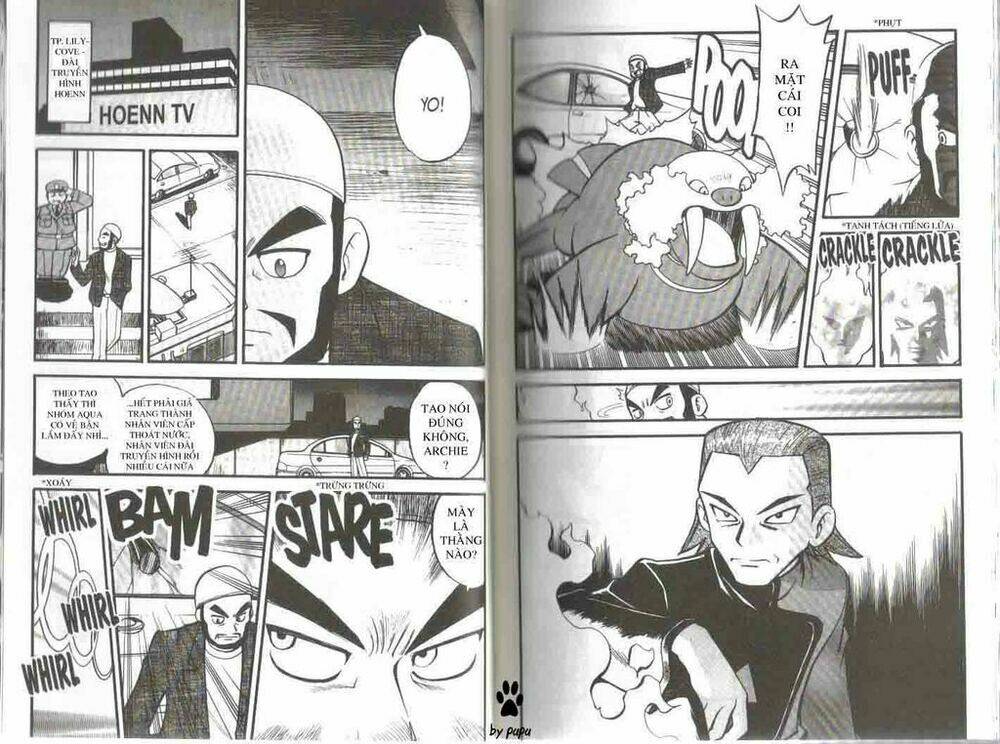 TP. LILY-
COVE -
ĐÀI
TRUYỀN
HÌNH
HOENN
HOENN TV
YO!
THEO TAO
THẤY THÌ
NHÓM AQUA
CÓ VẺ BẬN
LẮM ĐẤY NHỈ...
...HẾT PHẢI GIẢ
TRANG THÀNH
NHÂN VIÊN CẤP
THOÁT NƯỚC,
NHÂN VIÊN ĐÀI
TRUYỀN HÌNH RỒI
NHIỀU CÁI NỮA
TAO NÓI
ĐÚNG
KHÔNG,
ARCHIE
?
*XOÁY
WHIRL
WHIRL
WHIRL
BAM
*TRỪNG TRỪNG
STARE
MÀY
LÀ
THẰNG
NÀO?
RA
MẶT
CÁI
COI
!!
POOF
*PHỤT
PUFF
*TANH TÁCH (TIẾNG LỬA)
CRACKLE
CRACKLE
by pupu